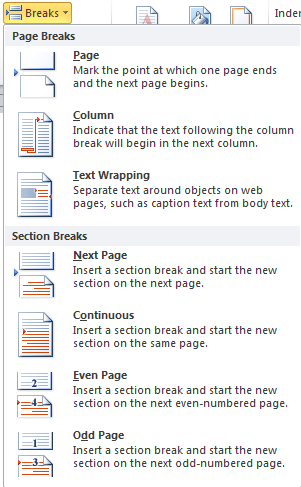 Breaks
Inden
Page Breaks
Page
Mark the point at which one page ends
and the next page begins.
Column
Indicate that the text following the column
break will begin in the next column.
Text Wrapping
Separate text around objects on web
pages, such as caption text from body text.
Section Breaks
Next Page
Insert a section break and start the new
section on the next page.
Continuous
Insert a section break and start the new
section on the same page.
2
Even Page
4
Insert a section break and start the new
section on the next even-numbered page.
1
Odd Page
3
Insert a section break and start the new
section on the next odd-numbered page.